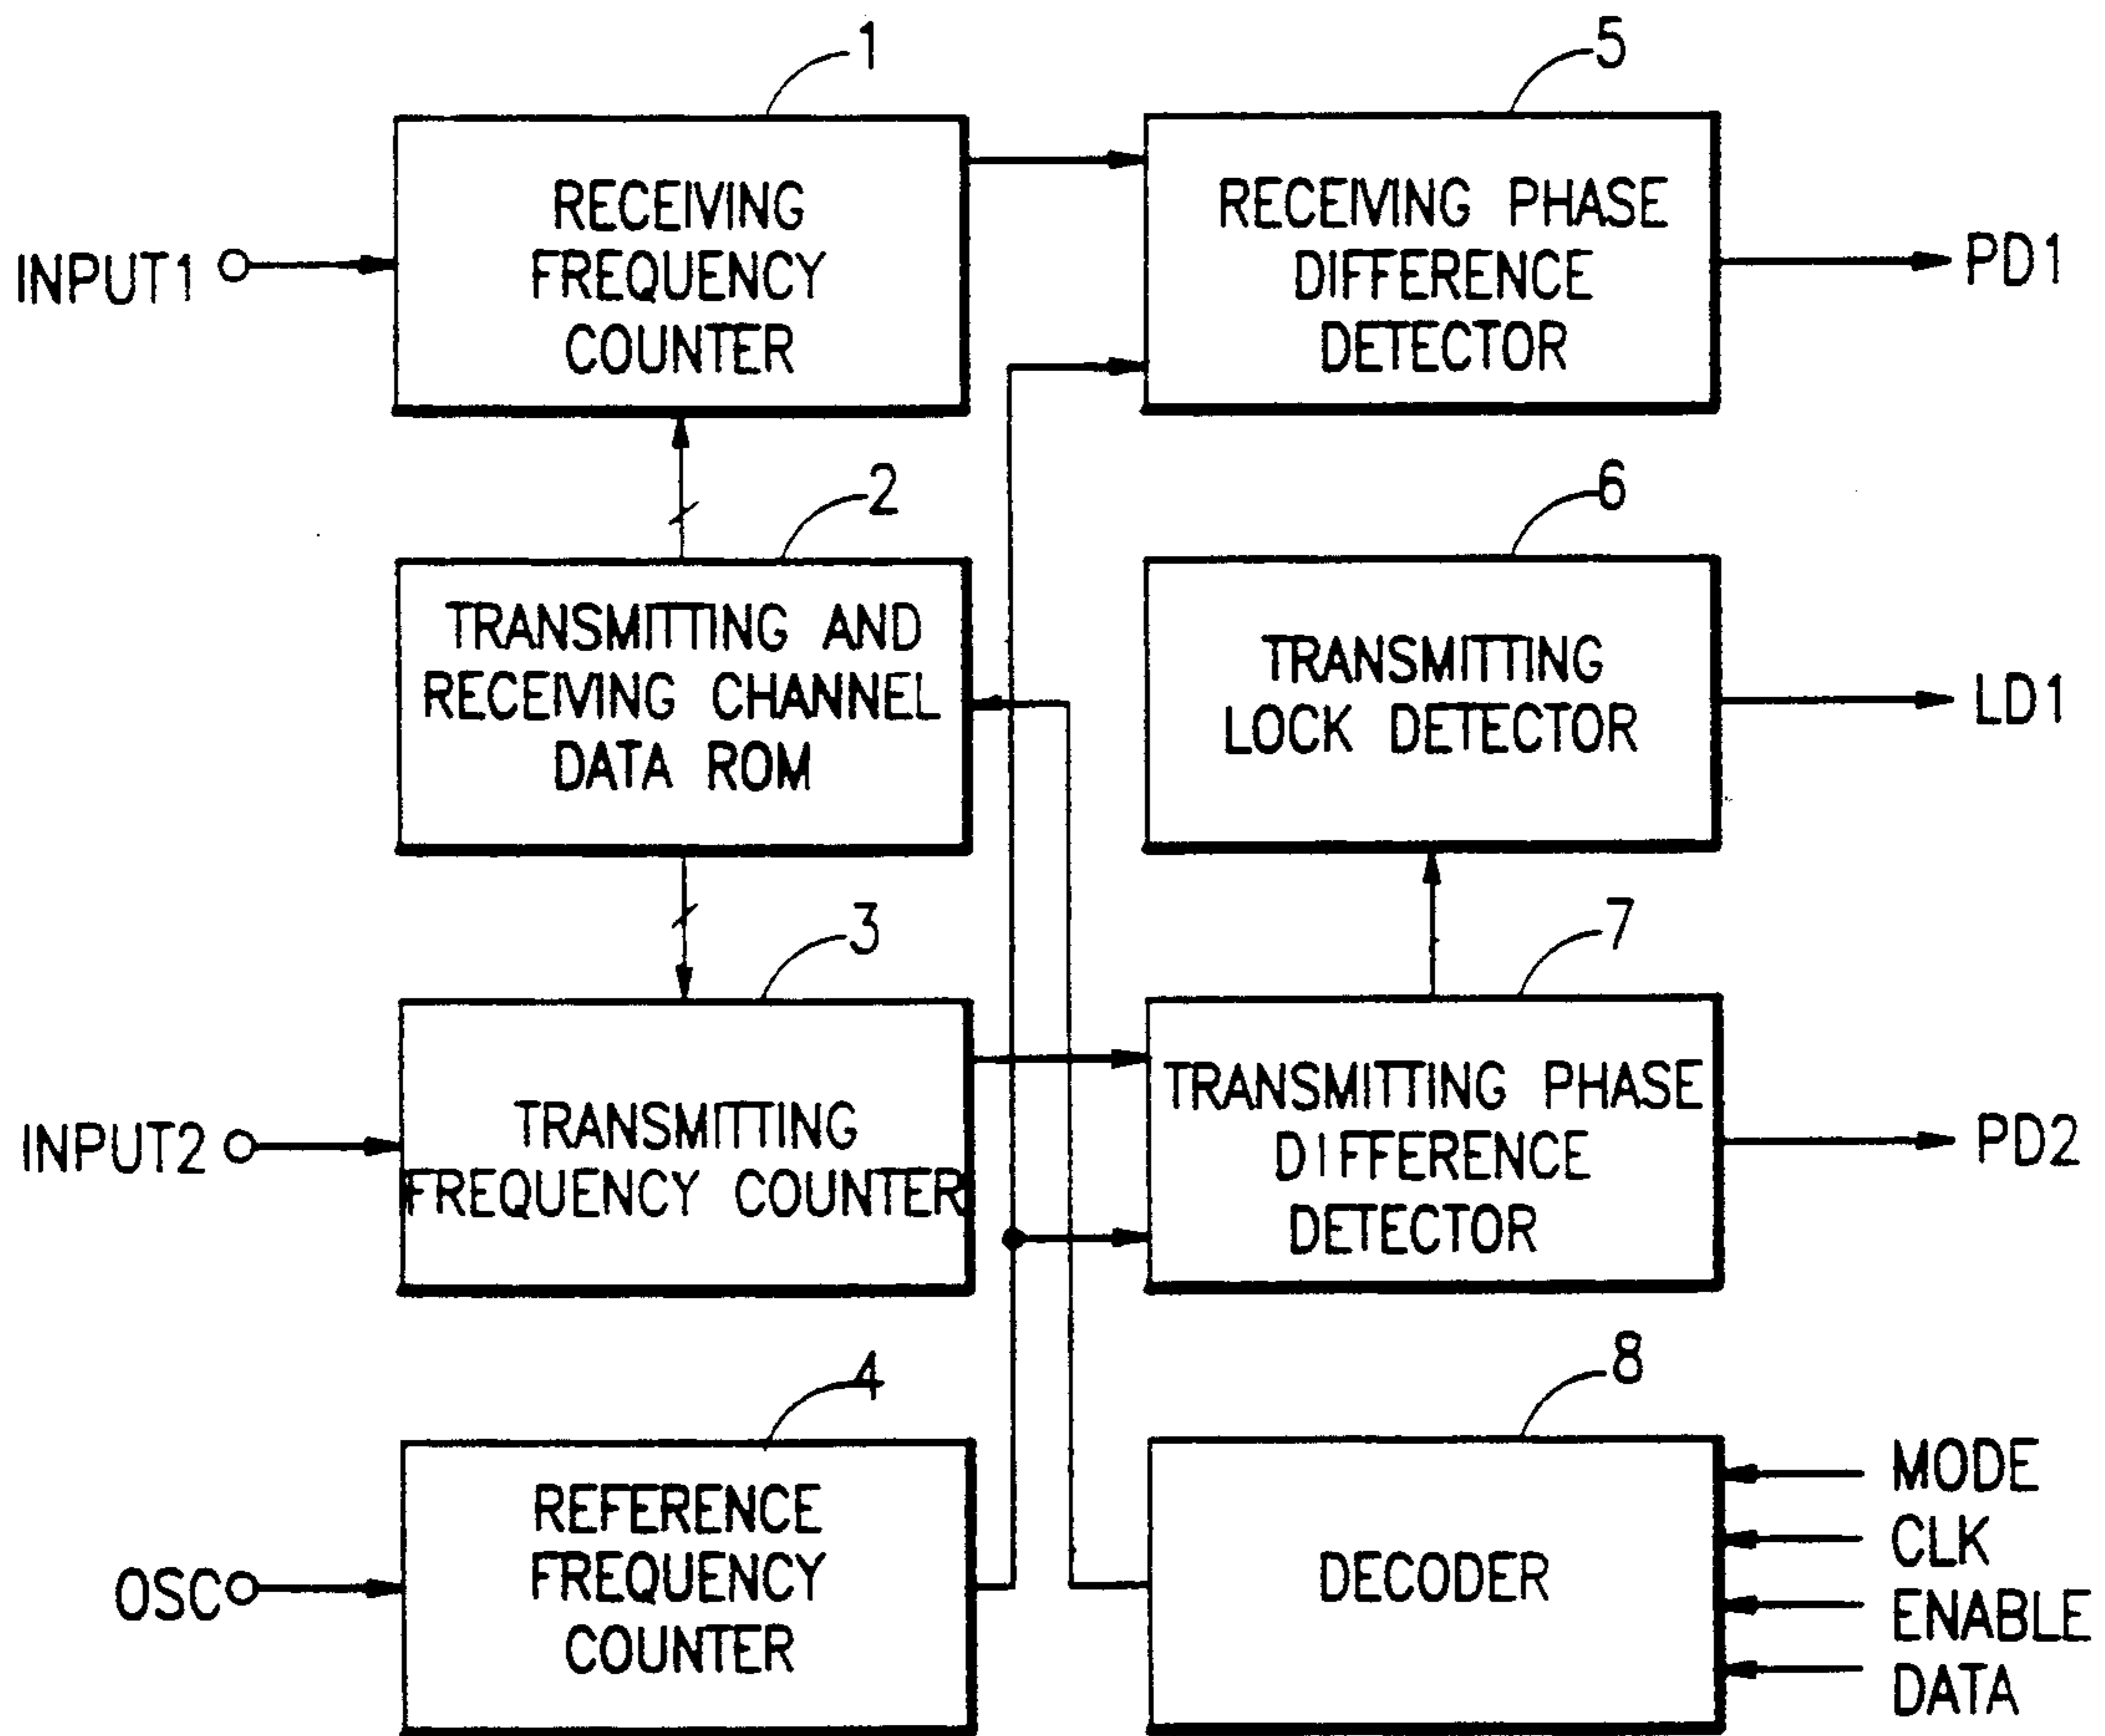 1
5
RECEIVING
FREQUENCY
COUNTER
RECEIVING PHASE
DIFFERENCE
DETECTOR
INPUT1
PD1
2
6
TRANSMITTING AND
RECEIVING CHANNEL
DATA ROM
TRANSMITTING
LOCK DETECTOR
LD1
3
7
INPUT2
TRANSMITTING
FREQUENCY COUNTER
TRANSMITTING PHASE
DIFFERENCE
DETECTOR
PD2
4
8
OSC
REFERENCE
FREQUENCY
COUNTER
DECODER
MODE
CLK
ENABLE
DATA